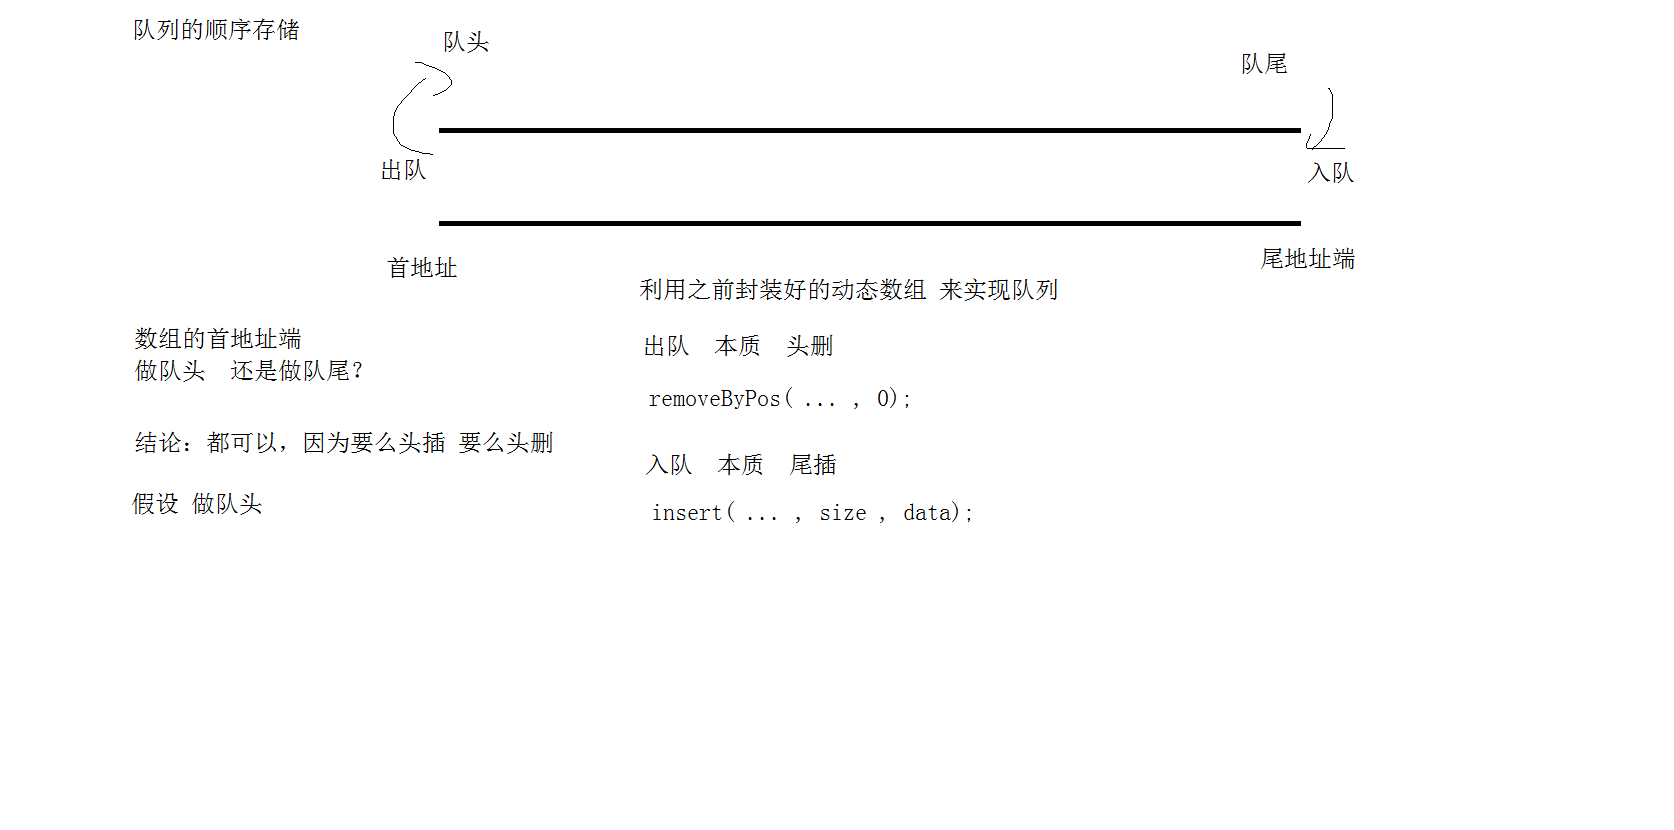 队列的顺序存储
队头
队尾
出队
入队
首地址
尾地址端
利用之前封装好的动态数组 来实现队列
数组的首地址端
做队头 还是做队尾？
出队 本质 头删
removeByPos( ... , 0);
结论：都可以，因为要么头插 要么头删
入队 本质 尾插
假设 做队头
insert( ... , size , data);